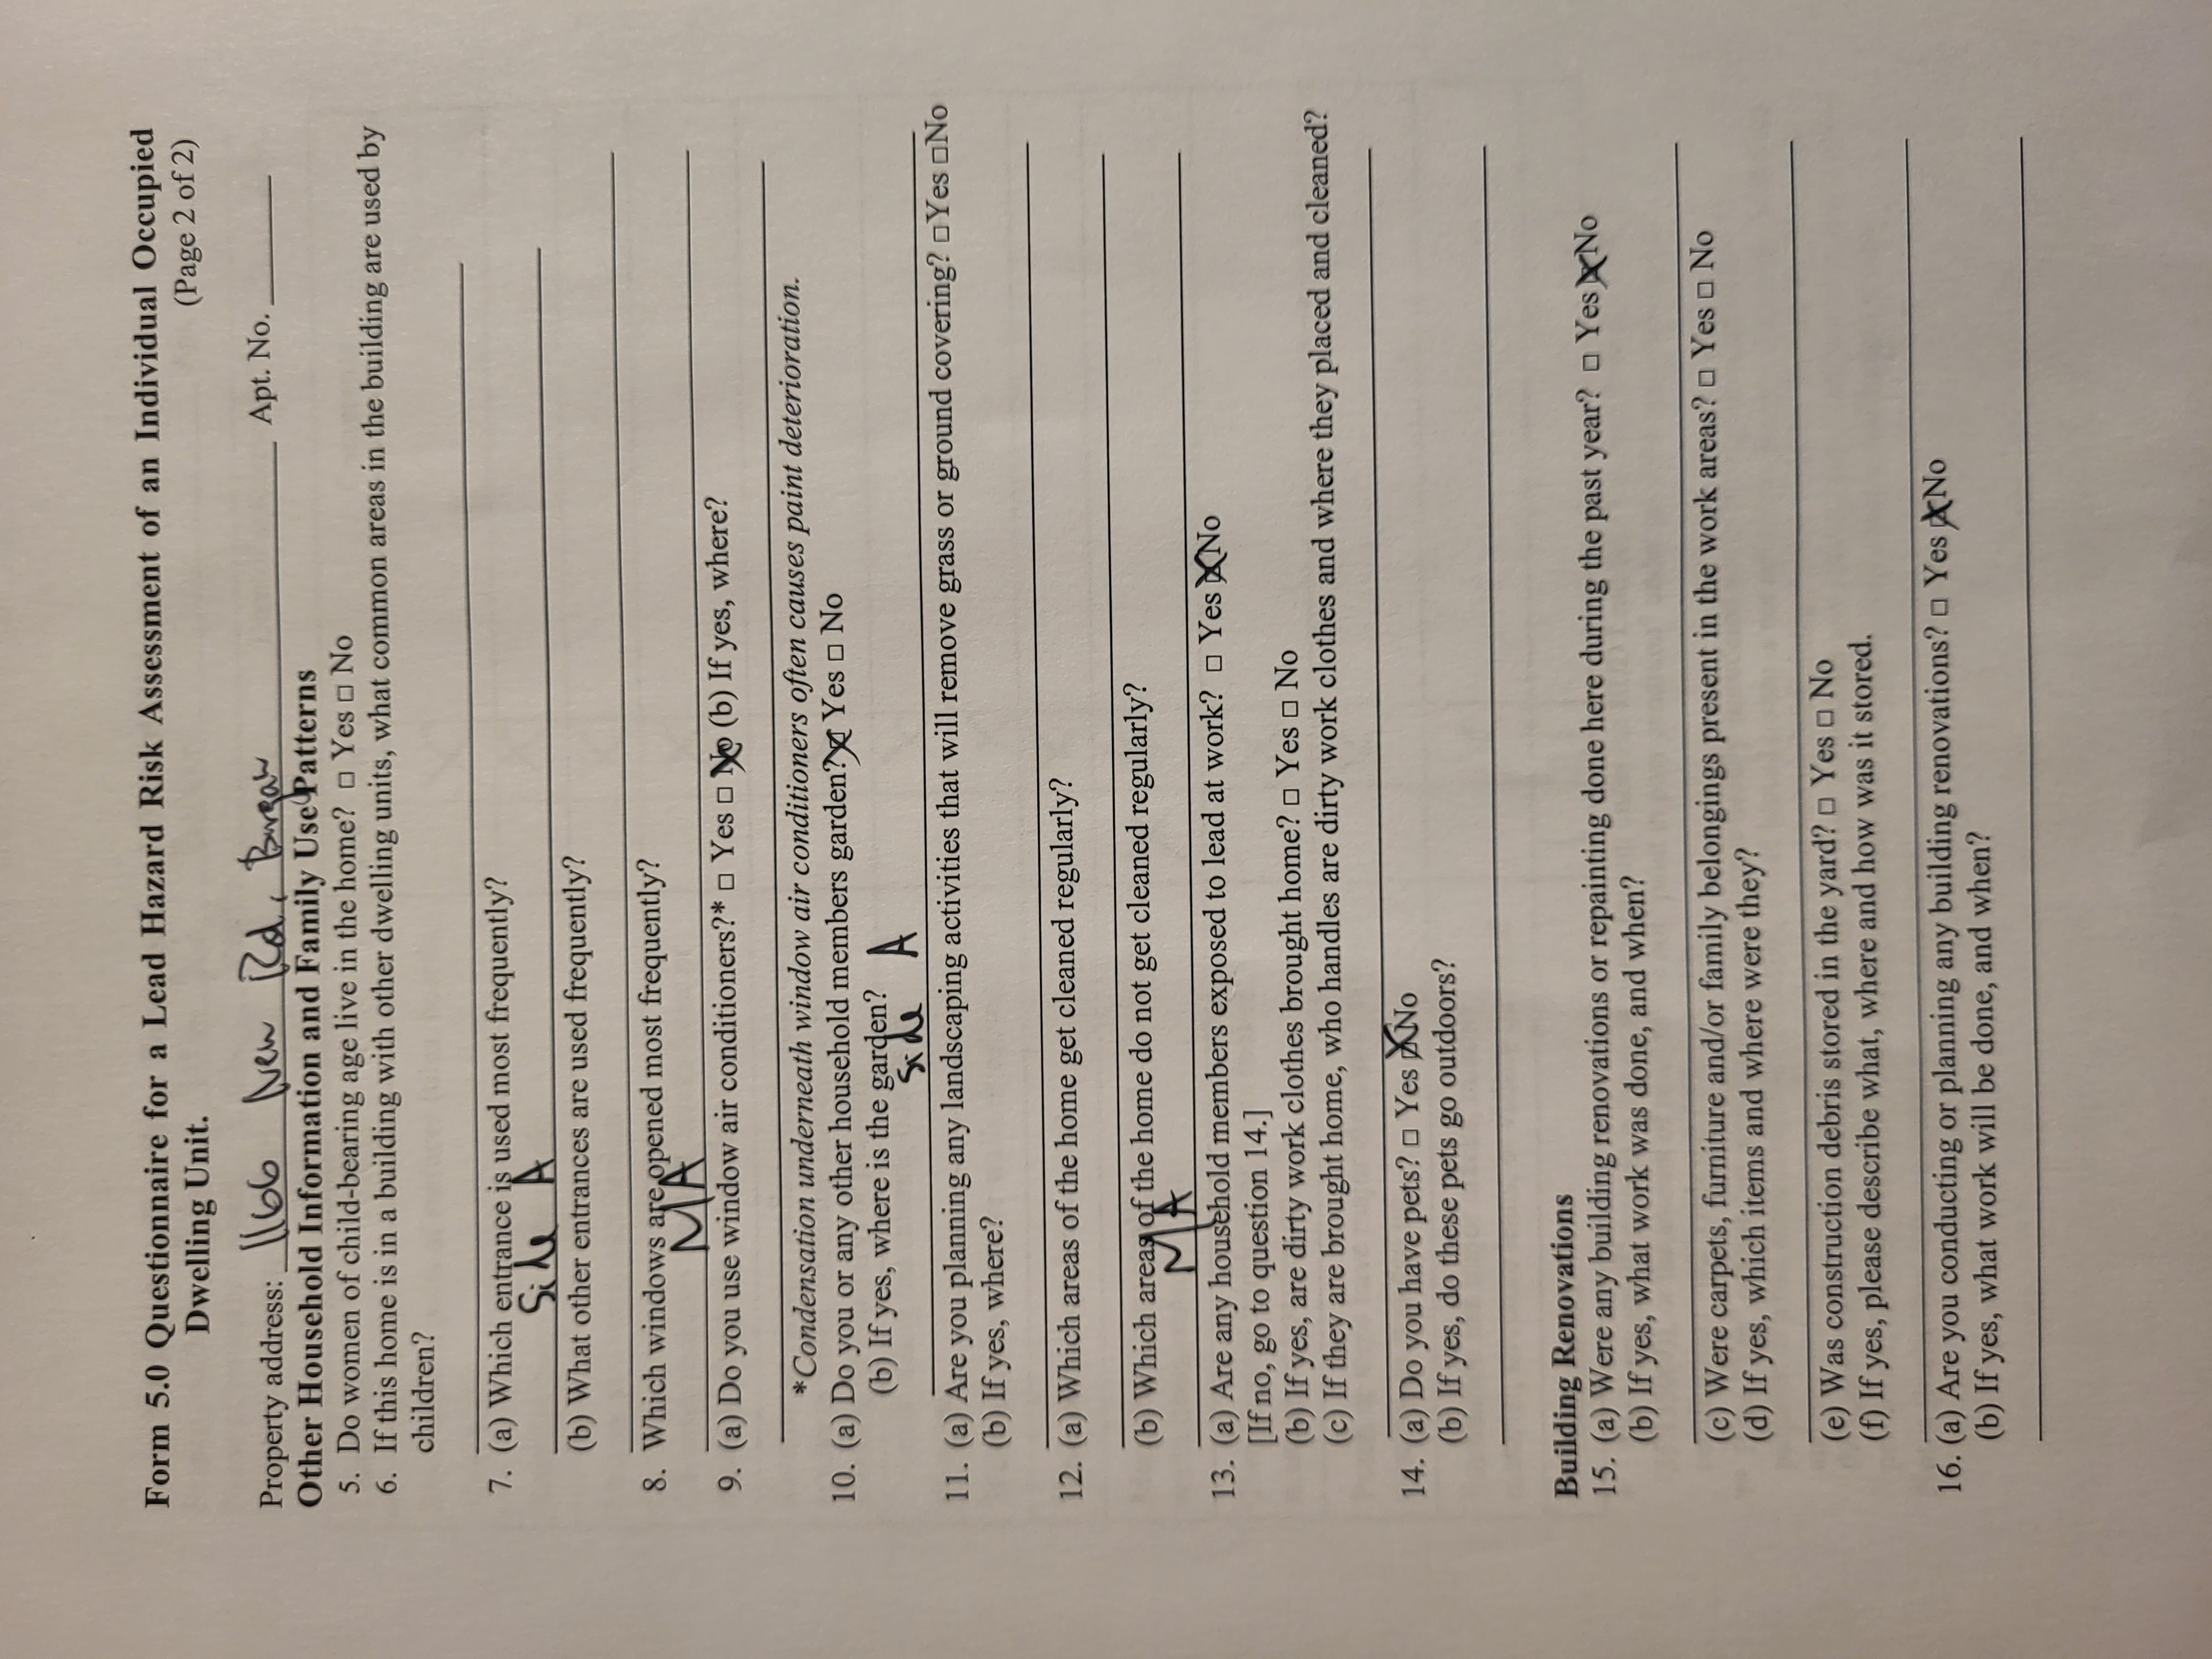 Form 5.0 Questionnaire for a Lead Hazard Risk Assessment of an Individual Occupied
Dwelling Unit. (Page 2 of 2)
Property address: 1166 New Rd, Burgaw Apt. No. ____
Other Household Information and Family Use Patterns
5. Do women of child-bearing age live in the home? □ Yes □ No
6. If this home is in a building with other dwelling units, what common areas in the building are used by
children?
7. (a) Which entrance is used most frequently?
Side A
(b) What other entrances are used frequently?
8. Which windows are opened most frequently?
N/A
9. (a) Do you use window air conditioners?* □ Yes □ No (b) If yes, where?
*Condensation underneath window air conditioners often causes paint deterioration.
10. (a) Do you or any other household members garden? ☒ Yes □ No
(b) If yes, where is the garden?
Side A
11. (a) Are you planning any landscaping activities that will remove grass or ground covering? □Yes □No
(b) If yes, where?
12. (a) Which areas of the home get cleaned regularly?
(b) Which areas of the home do not get cleaned regularly?
N/A
13. (a) Are any household members exposed to lead at work? □ Yes ☒No
[If no, go to question 14.]
(b) If yes, are dirty work clothes brought home? □ Yes □ No
(c) If they are brought home, who handles are dirty work clothes and where they placed and cleaned?
14. (a) Do you have pets? □ Yes ☒No
(b) If yes, do these pets go outdoors?
Building Renovations
15. (a) Were any building renovations or repainting done here during the past year? □ Yes ☒No
(b) If yes, what work was done, and when?
(c) Were carpets, furniture and/or family belongings present in the work areas? □ Yes □ No
(d) If yes, which items and where were they?
(e) Was construction debris stored in the yard? □ Yes □ No
(f) If yes, please describe what, where and how was it stored.
16. (a) Are you conducting or planning any building renovations? □ Yes ☒No
(b) If yes, what work will be done, and when?